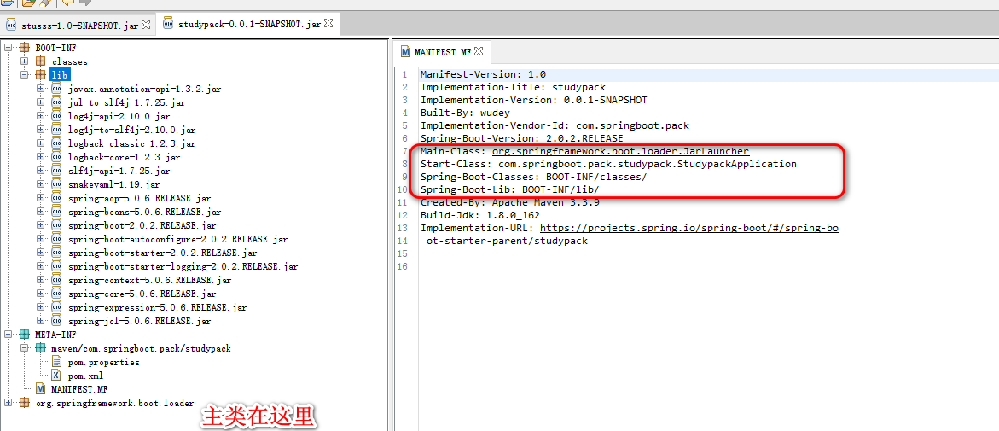 stusss-1.0-SNAPSHOT.jar
studypack-0.0.1-SNAPSHOT.jar
BOOT-INF
classes
lib
javax.annotation-api-1.3.2.jar
jul-to-slf4j-1.7.25.jar
log4j-api-2.10.0.jar
log4j-to-slf4j-2.10.0.jar
logback-classic-1.2.3.jar
logback-core-1.2.3.jar
slf4j-api-1.7.25.jar
snakeyaml-1.19.jar
spring-aop-5.0.6.RELEASE.jar
spring-beans-5.0.6.RELEASE.jar
spring-boot-2.0.2.RELEASE.jar
spring-boot-autoconfigure-2.0.2.RELEASE.jar
spring-boot-starter-2.0.2.RELEASE.jar
spring-boot-starter-logging-2.0.2.RELEASE.jar
spring-context-5.0.6.RELEASE.jar
spring-core-5.0.6.RELEASE.jar
spring-expression-5.0.6.RELEASE.jar
spring-jcl-5.0.6.RELEASE.jar
META-INF
maven/com.springboot.pack/studypack
pom.properties
pom.xml
MANIFEST.MF
org.springframework.boot.loader
主类在这里
MANIFEST.MF
1 Manifest-Version: 1.0
2 Implementation-Title: studypack
3 Implementation-Version: 0.0.1-SNAPSHOT
4 Built-By: wudey
5 Implementation-Vendor-Id: com.springboot.pack
6 Spring-Boot-Version: 2.0.2.RELEASE
7 Main-Class: org.springframework.boot.loader.JarLauncher
8 Start-Class: com.springboot.pack.studypack.StudypackApplication
9 Spring-Boot-Classes: BOOT-INF/classes/
10 Spring-Boot-Lib: BOOT-INF/lib/
11 Created-By: Apache Maven 3.3.9
12 Build-Jdk: 1.8.0_162
13 Implementation-URL: https://projects.spring.io/spring-boot/#/spring-bo
14 ot-starter-parent/studypack
15
16